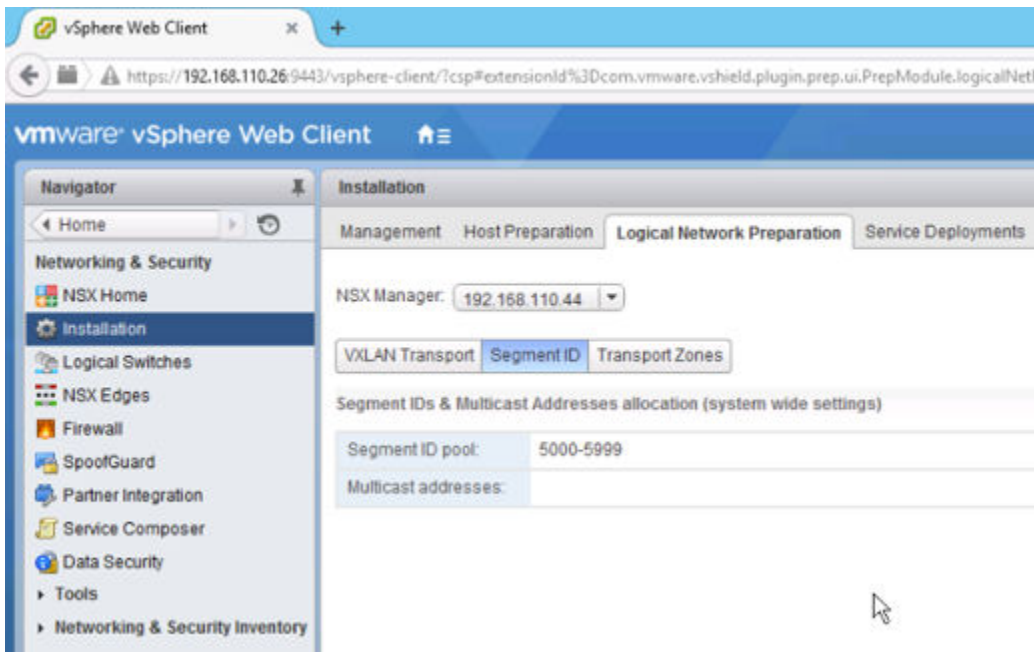 vSphere Web Client × +
https://192.168.110.26:9443/vsphere-client/?csp#extensionId%3Dcom.vmware.vshield.plugin.prep.ui.PrepModule.logicalNetl
vmware® vSphere Web Client
Navigator
Home
Networking & Security
NSX Home
Installation
Logical Switches
NSX Edges
Firewall
SpoofGuard
Partner Integration
Service Composer
Data Security
Tools
Networking & Security Inventory
Installation
Management Host Preparation Logical Network Preparation Service Deployments
NSX Manager: 192.168.110.44
VXLAN Transport Segment ID Transport Zones
Segment IDs & Multicast Addresses allocation (system wide settings)
Segment ID pool: 5000-5999
Multicast addresses: